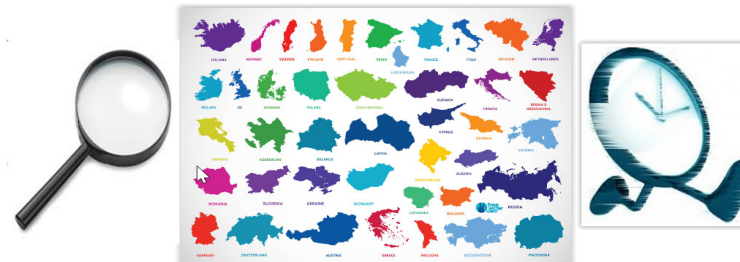 ICELAND NORWAY SWEDEN FINLAND PORTUGAL SPAIN FRANCE ITALY BELGIUM NETHERLANDS
LUXEMBOURG
IRELAND UK DENMARK POLAND CZECH REPUBLIC SLOVAKIA CROATIA BOSNIA &
HERZEGOVINA
ARMENIA AZERBAIJAN BELARUS LATVIA CYPRUS GEORGIA ESTONIA
MONTENEGRO ALBANIA
ROMANIA SLOVENIA UKRAINE HUNGARY LITHUANIA BULGARIA RUSSIA
GERMANY SWITZERLAND AUSTRIA GREECE MOLDOVA KAZAKHSTAN MACEDONIA